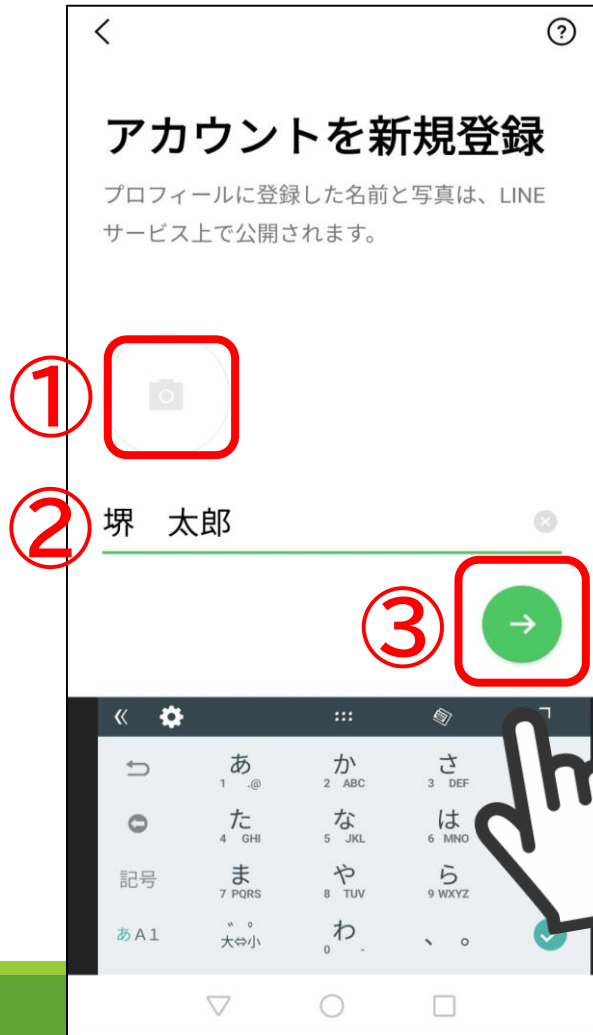 ?
アカウントを新規登録
プロフィールに登録した名前と写真は、LINE
サービス上で公開されます。
①
② 堺　太郎
③
あ か さ
1 .@ 2 ABC 3 DEF
た な は
4 GHI 5 JKL 6 MNO
記号 ま や ら
7 PQRS 8 TUV 9 WXYZ
あA1 ゛゜ わ 、。
大⇔小 0 -